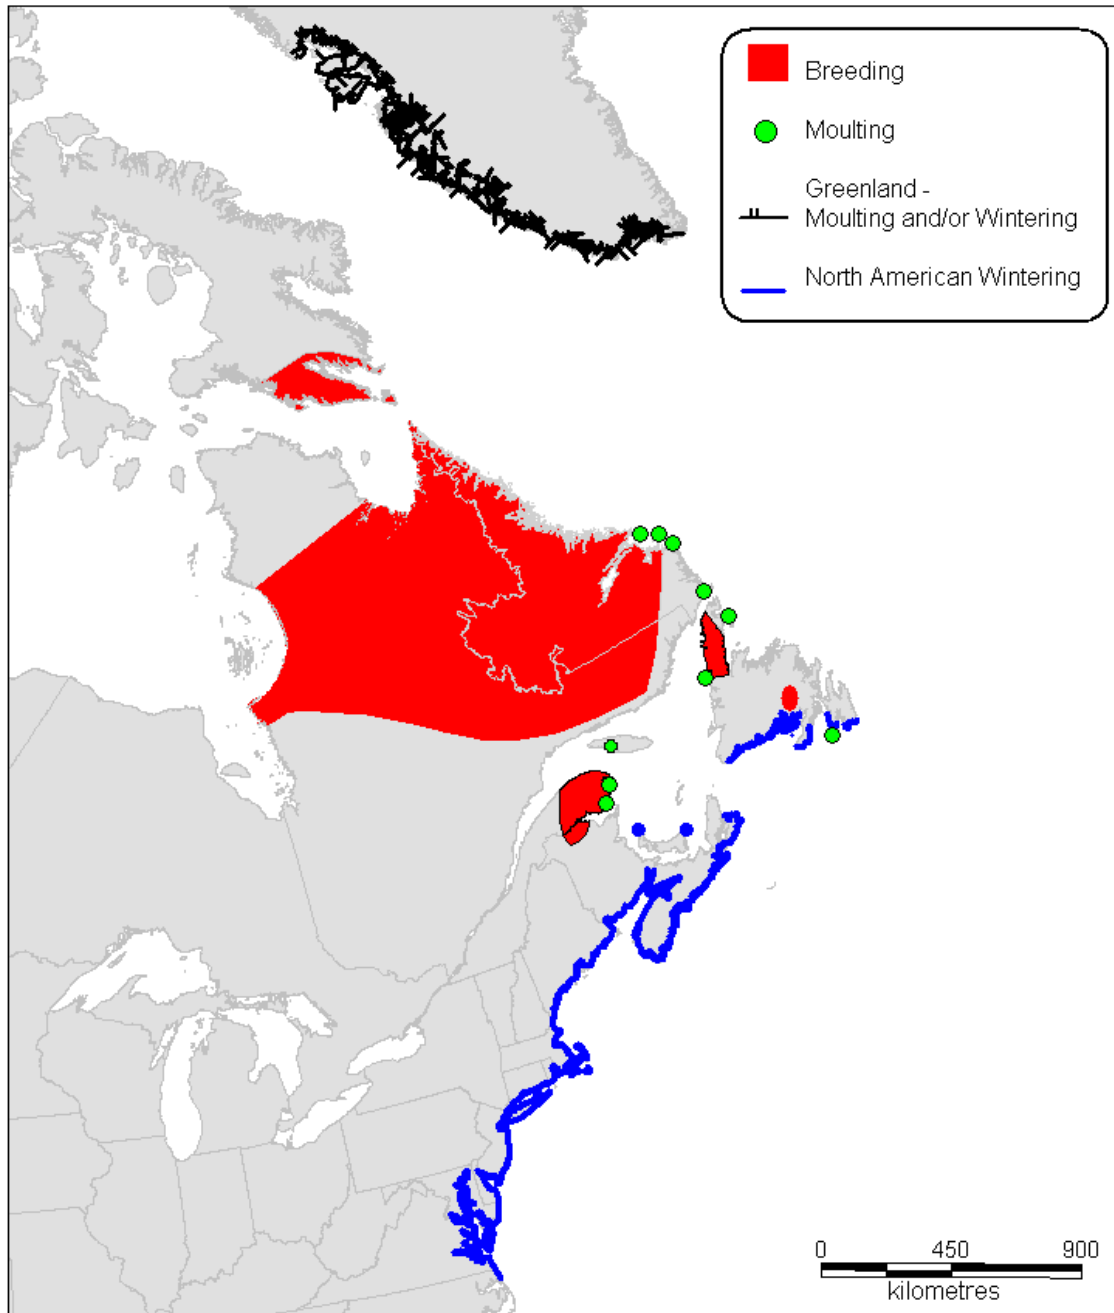 Breeding
Moulting
Greenland -
Moulting and/or Wintering
North American Wintering
0 450 900
kilometres